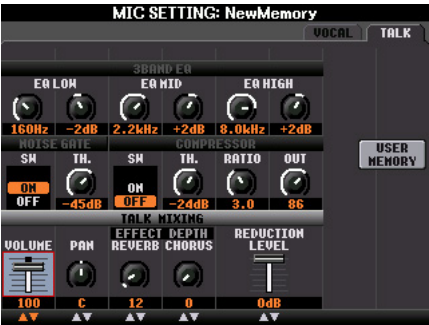 MIC SETTING: NewMemory
VOCAL TALK
3BAND EQ
EQ LOW EQ MID EQ HIGH
160Hz -2dB 2.2kHz +2dB 8.0kHz +2dB
NOISE GATE COMPRESSOR
USER
MEMORY
SW TH. SW TH. RATIO OUT
ON ON
OFF -45dB OFF -24dB 3.0 86
TALK MIXING
EFFECT DEPTH REDUCTION
VOLUME PAN REVERB CHORUS LEVEL
100 C 12 0 0dB